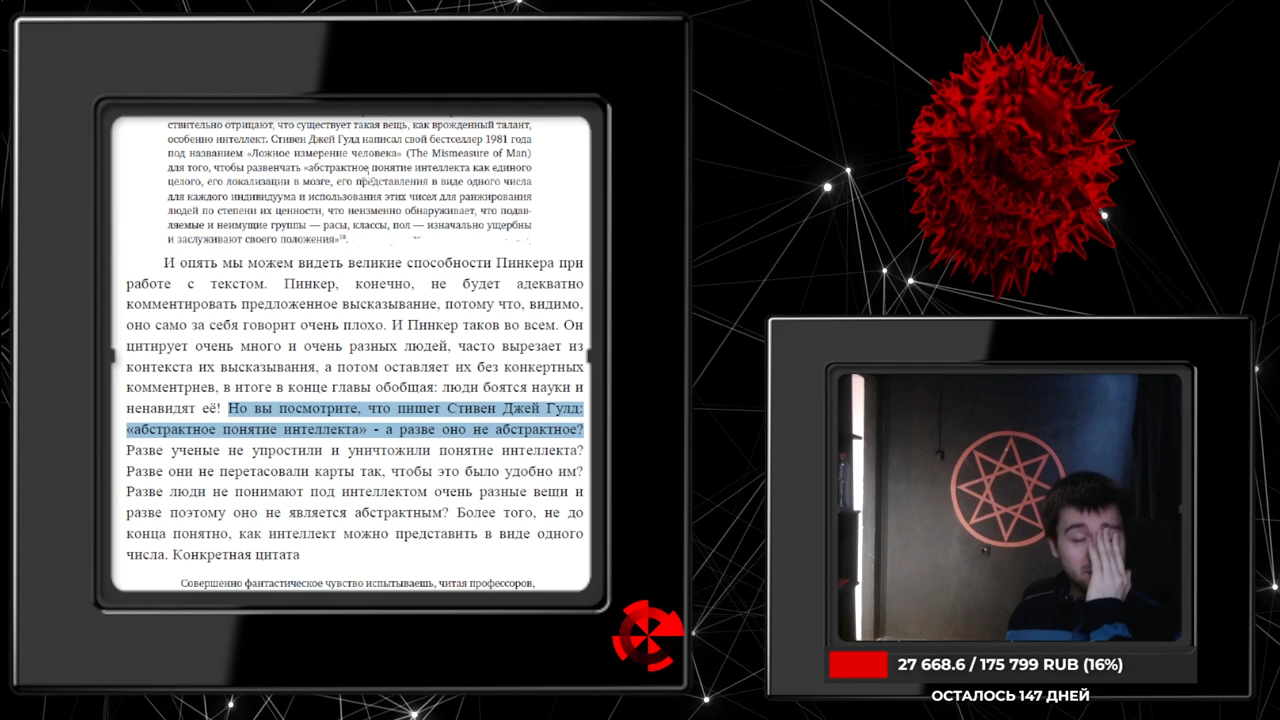 ствительно отрицают, что существует такая вещь, как врожденный талант,
особенно интеллект. Стивен Джей Гулд написал свой бестселлер 1981 года
под названием «Ложное измерение человека» (The Mismeasure of Man)
для того, чтобы развенчать «абстрактное понятие интеллекта как единого
целого, его локализации в мозге, его представления в виде одного числа
для каждого индивидуума и использования этих чисел для ранжирования
людей по степени их ценности, что неизменно обнаруживает, что подав-
ляемые и неимущие группы — расы, классы, пол — изначально ущербны
и заслуживают своего положения»¹⁸.
И опять мы можем видеть великие способности Пинкера при
работе с текстом. Пинкер, конечно, не будет адекватно
комментировать предложенное высказывание, потому что, видимо,
оно само за себя говорит очень плохо. И Пинкер таков во всем. Он
цитирует очень много и очень разных людей, часто вырезает из
контекста их высказывания, а потом оставляет их без конкертных
комментриев, в итоге в конце главы обобщая: люди боятся науки и
ненавидят её! Но вы посмотрите, что пишет Стивен Джей Гулд:
«абстрактное понятие интеллекта» - а разве оно не абстрактное?
Разве ученые не упростили и уничтожили понятие интеллекта?
Разве они не перетасовали карты так, чтобы это было удобно им?
Разве люди не понимают под интеллектом очень разные вещи и
разве поэтому оно не является абстрактным? Более того, не до
конца понятно, как интеллект можно представить в виде одного
числа. Конкретная цитата
Совершенно фантастическое чувство испытываешь, читая профессоров,
27 668.6 / 175 799 RUB (16%)
ОСТАЛОСЬ 147 ДНЕЙ